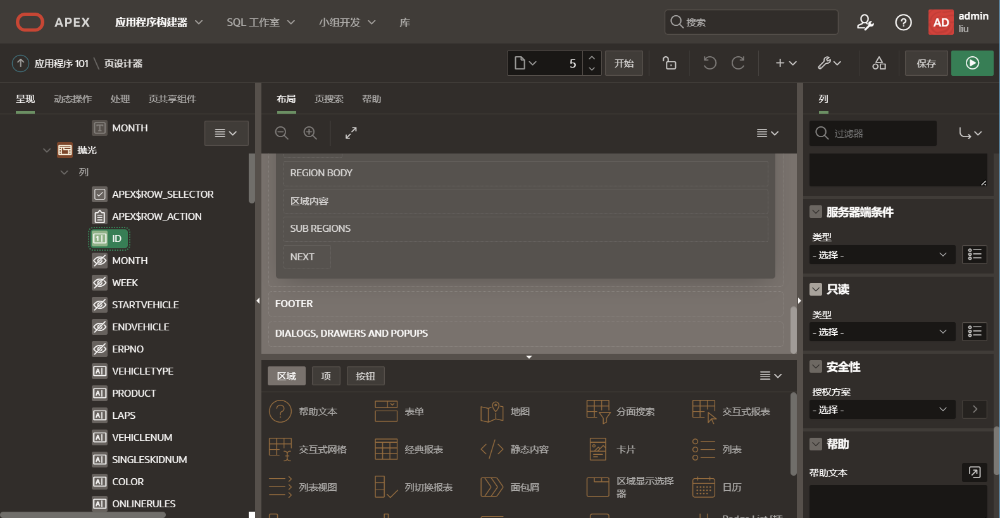 APEX
应用程序构建器
SQL 工作室
小组开发
库
搜索
AD
admin
liu
应用程序 101 \ 页设计器
5
开始
保存
呈现
动态操作
处理
页共享组件
布局
页搜索
帮助
列
MONTH
抛光
列
APEX$ROW_SELECTOR
APEX$ROW_ACTION
ID
MONTH
WEEK
STARTVEHICLE
ENDVEHICLE
ERPNO
VEHICLETYPE
PRODUCT
LAPS
VEHICLENUM
SINGLESKIDNUM
COLOR
ONLINERULES
REGION BODY
区域内容
SUB REGIONS
NEXT
FOOTER
DIALOGS, DRAWERS AND POPUPS
区域
项
按钮
帮助文本
表单
地图
分面搜索
交互式报表
交互式网格
经典报表
静态内容
卡片
列表
列表视图
列切换报表
面包屑
区域显示选择
器
日历
过滤器
服务器端条件
类型
- 选择 -
只读
类型
- 选择 -
安全性
授权方案
- 选择 -
帮助
帮助文本